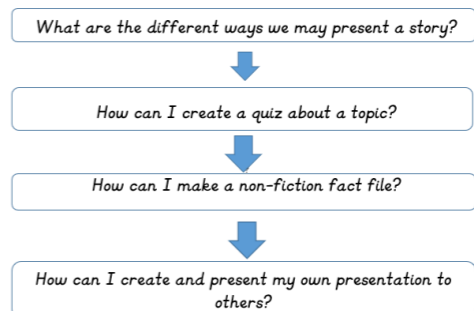 What are the different ways we may present a story?
How can I create a quiz about a topic?
How can I make a non-fiction fact file?
How can I create and present my own presentation to
others?